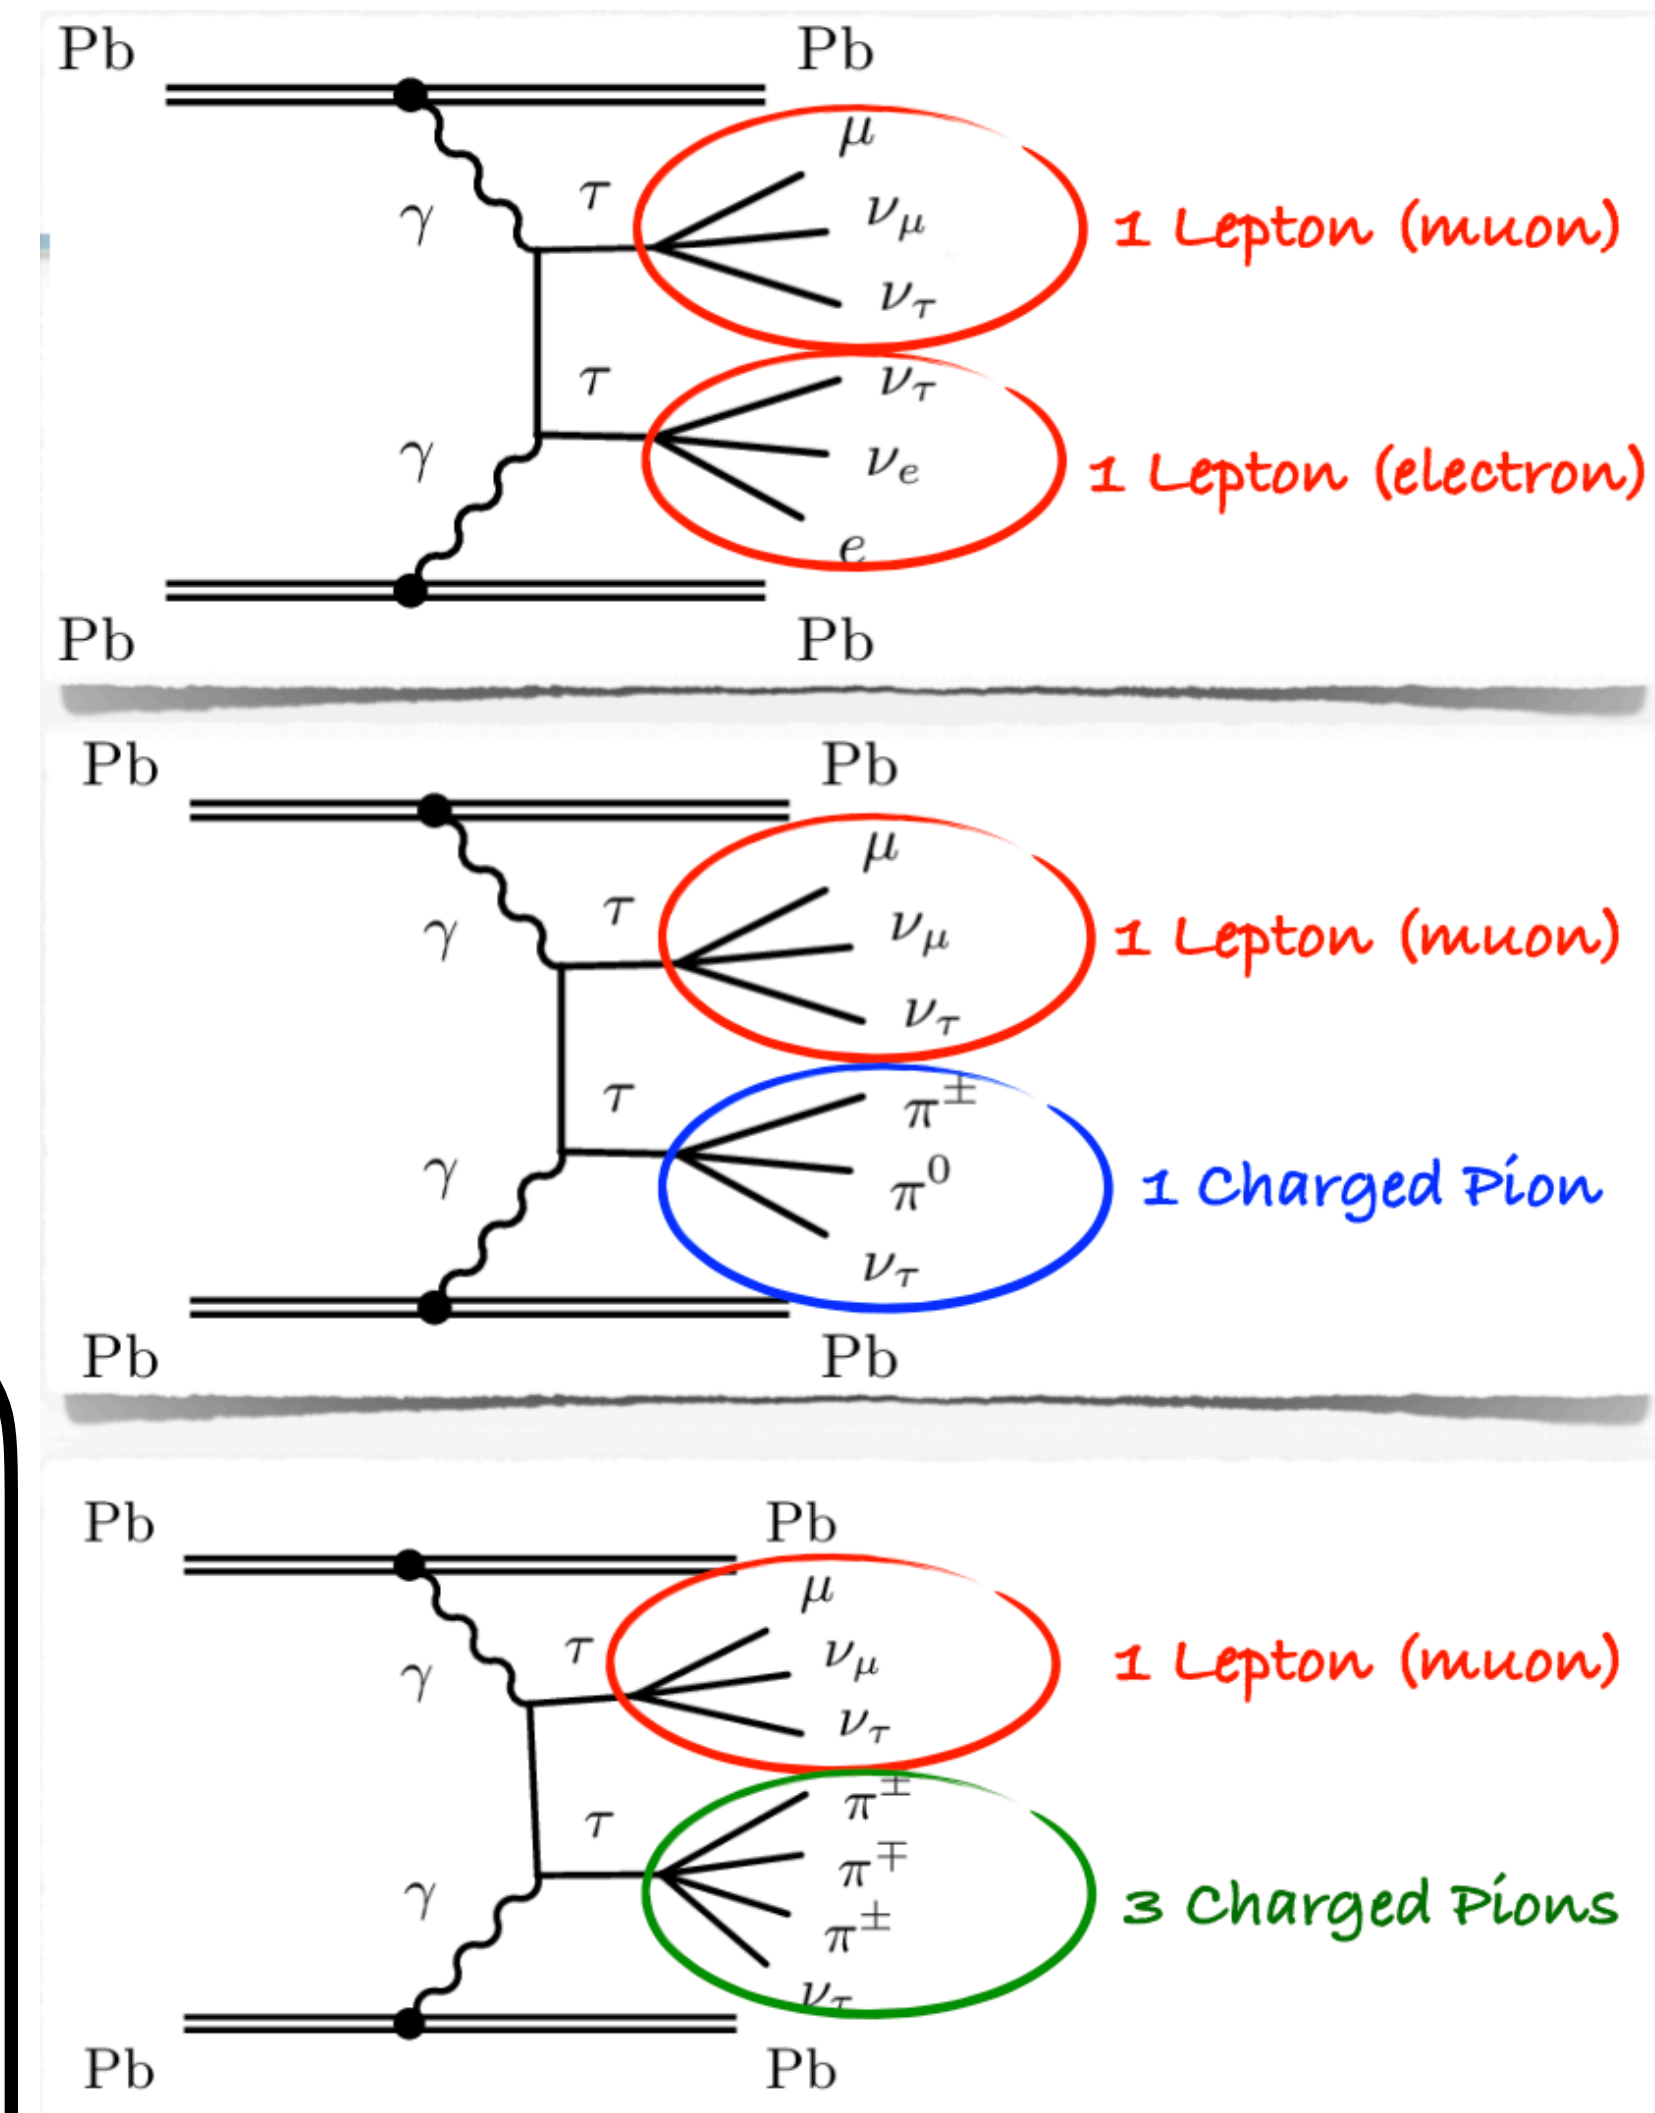 Pb Pb
μ
τ
γ
ν_μ
1 Lepton (muon)
ν_τ
τ
ν_τ
γ
ν_e
1 Lepton (electron)
e
Pb Pb
Pb Pb
μ
τ
γ
ν_μ
1 Lepton (muon)
ν_τ
τ
π^±
γ
π^0
1 Charged Pion
ν_τ
Pb Pb
Pb Pb
μ
τ
γ
ν_μ
1 Lepton (muon)
ν_τ
τ
π^±
γ
π^∓
3 Charged Pions
π^±
ν_τ
Pb Pb